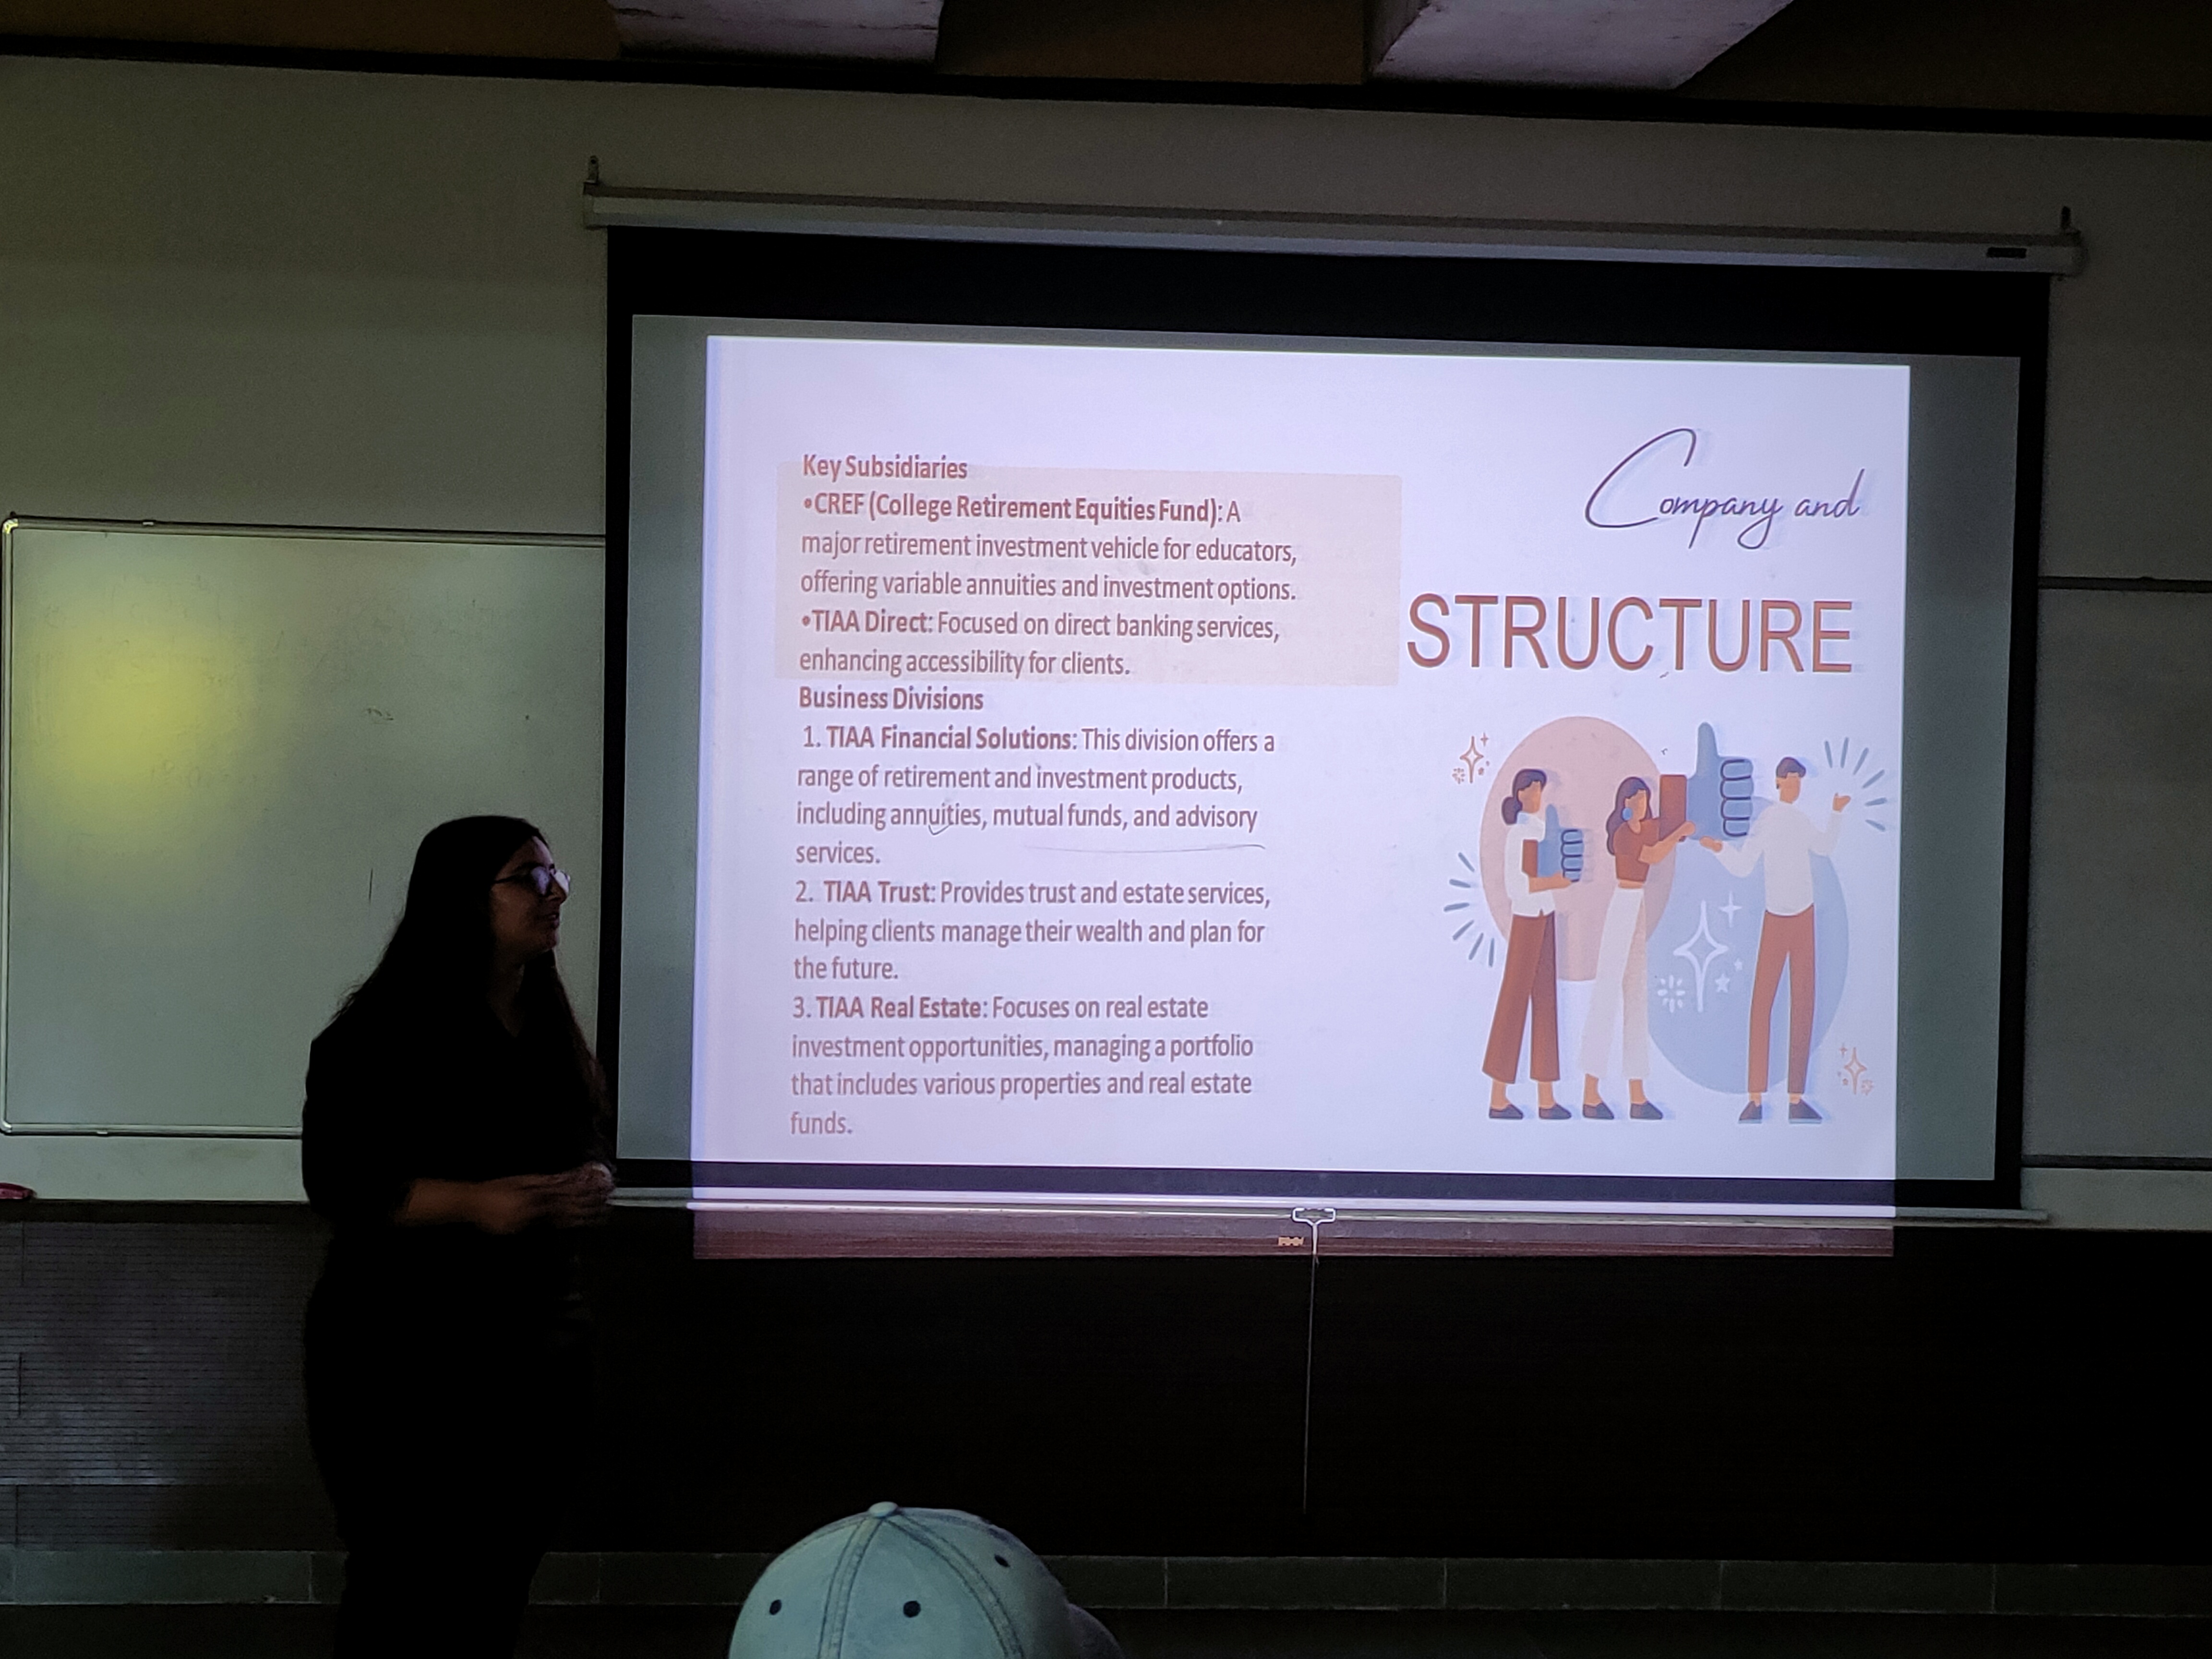 Key Subsidiaries
•CREF (College Retirement Equities Fund): A
major retirement investment vehicle for educators,
offering variable annuities and investment options.
•TIAA Direct: Focused on direct banking services,
enhancing accessibility for clients.
Business Divisions
1. TIAA Financial Solutions: This division offers a
range of retirement and investment products,
including annuities, mutual funds, and advisory
services.
2. TIAA Trust: Provides trust and estate services,
helping clients manage their wealth and plan for
the future.
3. TIAA Real Estate: Focuses on real estate
investment opportunities, managing a portfolio
that includes various properties and real estate
funds.
Company and
STRUCTURE